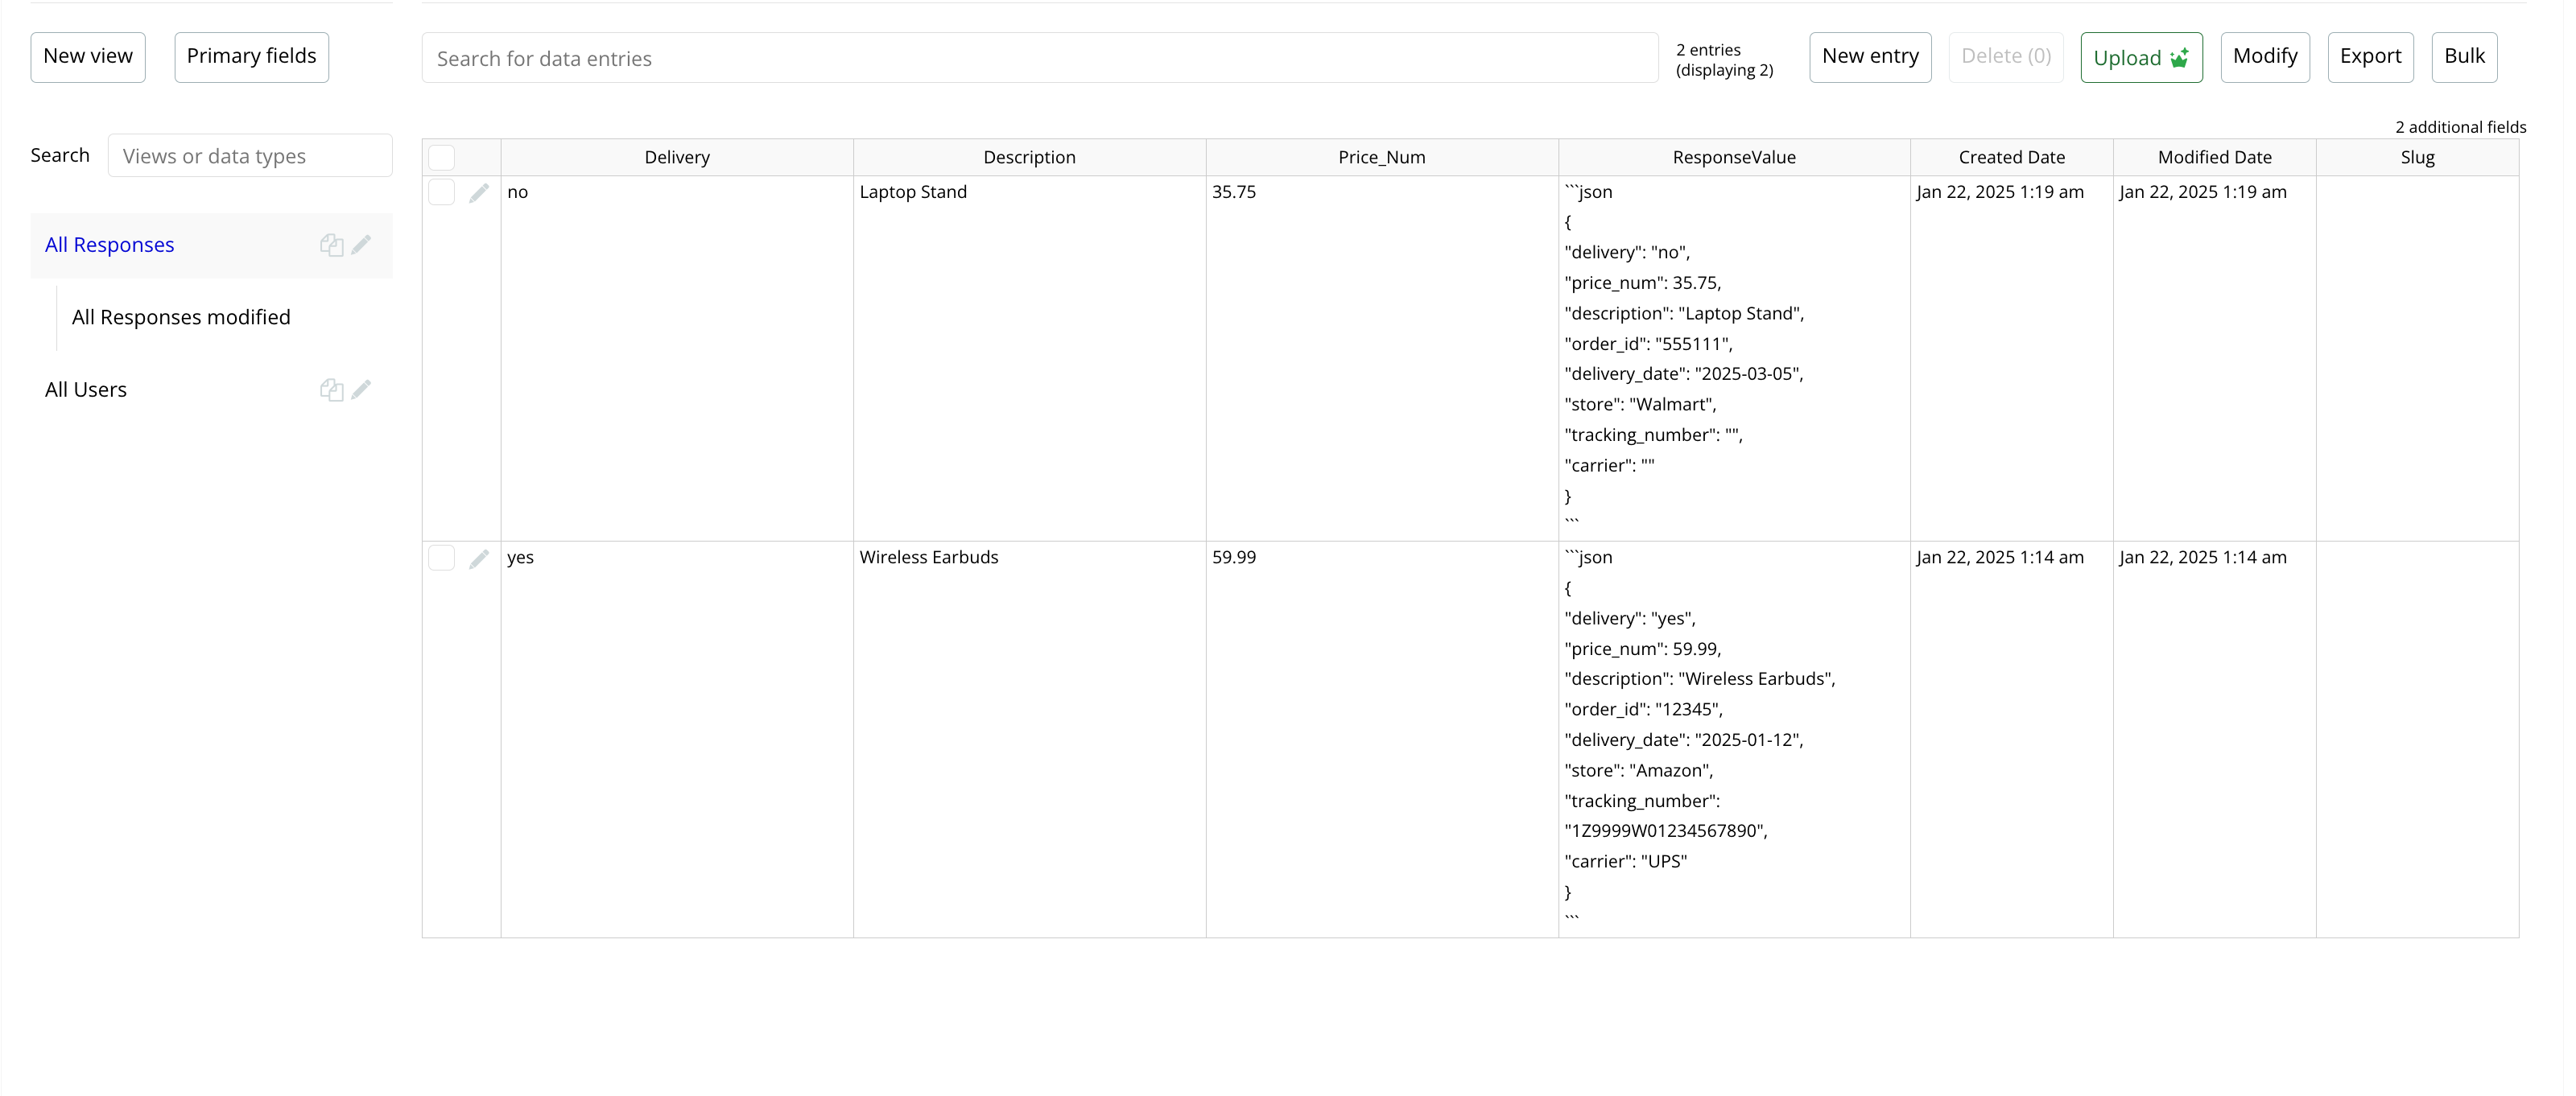 New view
Primary fields
Search for data entries
2 entries
(displaying 2)
New entry
Delete (0)
Upload
Modify
Export
Bulk
Search
Views or data types
All Responses
All Responses modified
All Users
2 additional fields
Delivery Description Price_Num ResponseValue Created Date Modified Date Slug
no Laptop Stand 35.75 ```json Jan 22, 2025 1:19 am Jan 22, 2025 1:19 am
{
"delivery": "no",
"price_num": 35.75,
"description": "Laptop Stand",
"order_id": "555111",
"delivery_date": "2025-03-05",
"store": "Walmart",
"tracking_number": "",
"carrier": ""
}
```
yes Wireless Earbuds 59.99 ```json Jan 22, 2025 1:14 am Jan 22, 2025 1:14 am
{
"delivery": "yes",
"price_num": 59.99,
"description": "Wireless Earbuds",
"order_id": "12345",
"delivery_date": "2025-01-12",
"store": "Amazon",
"tracking_number":
"1Z9999W01234567890",
"carrier": "UPS"
}
```